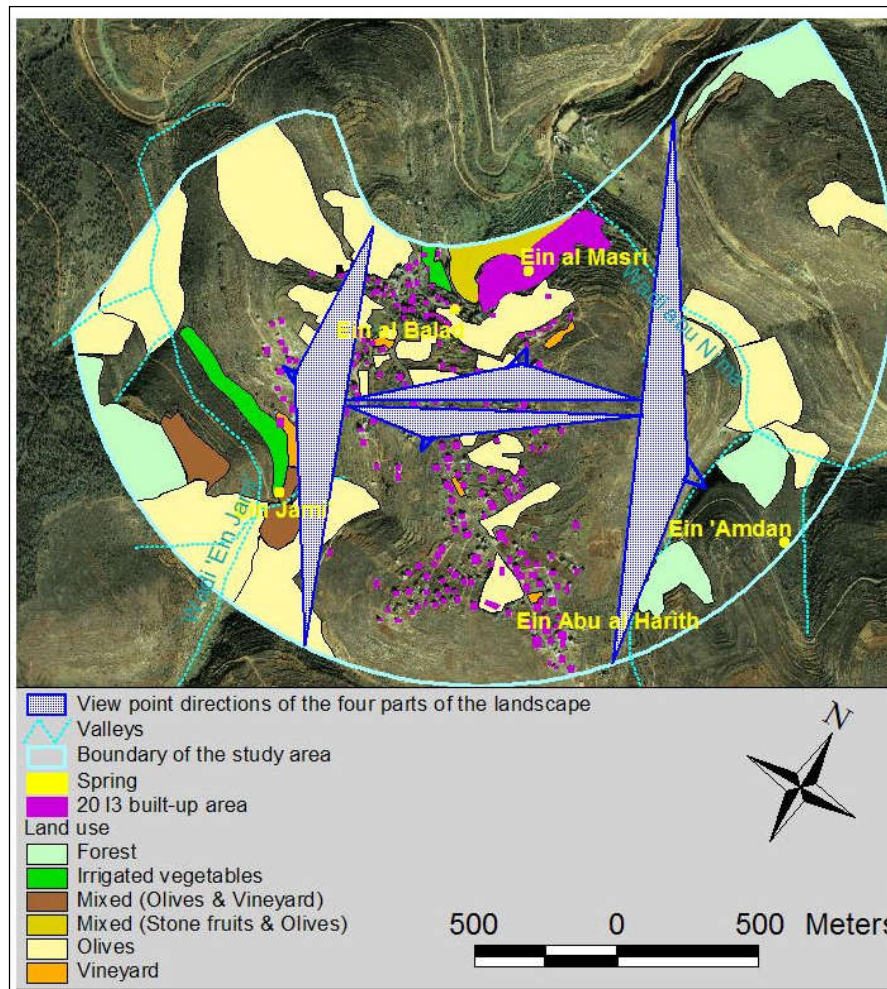 Ein al Masri
Wadi abu Nima
Ein al Balad
Ein Jami
Wadi 'Ein Jami
Ein 'Amdan
Ein Abu al Harith
View point directions of the four parts of the landscape
Valleys
Boundary of the study area
Spring
20 l3 built-up area
Land use
Forest
Irrigated vegetables
Mixed (Olives & Vineyard)
Mixed (Stone fruits & Olives)
Olives
Vineyard
N
500 0 500 Meters